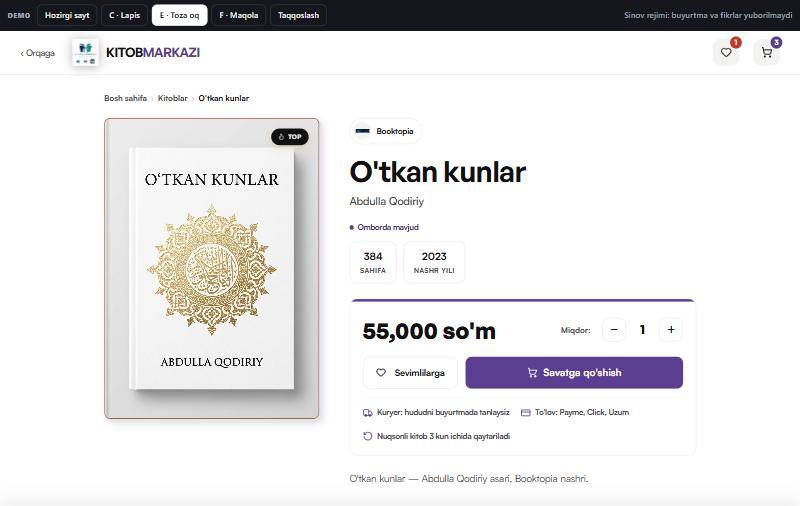 DEMO Hozirgi sayt C · Lapis E · Toza oq F · Maqola Taqqoslash Sinov rejimi: buyurtma va fikrlar yuborilmaydi
‹ Orqaga KITOBMARKAZI 1 3
Bosh sahifa › Kitoblar › O'tkan kunlar
TOP
O‘TKAN KUNLAR
ABDULLA QODIRIY
Booktopia
O'tkan kunlar
Abdulla Qodiriy
Omborda mavjud
384 2023
SAHIFA NASHR YILI
55,000 so'm Miqdor: − 1 +
Sevimlilarga Savatga qo'shish
Kuryer: hududni buyurtmada tanlaysiz To'lov: Payme, Click, Uzum
Nuqsonli kitob 3 kun ichida qaytariladi
O'tkan kunlar — Abdulla Qodiriy asari, Booktopia nashri.